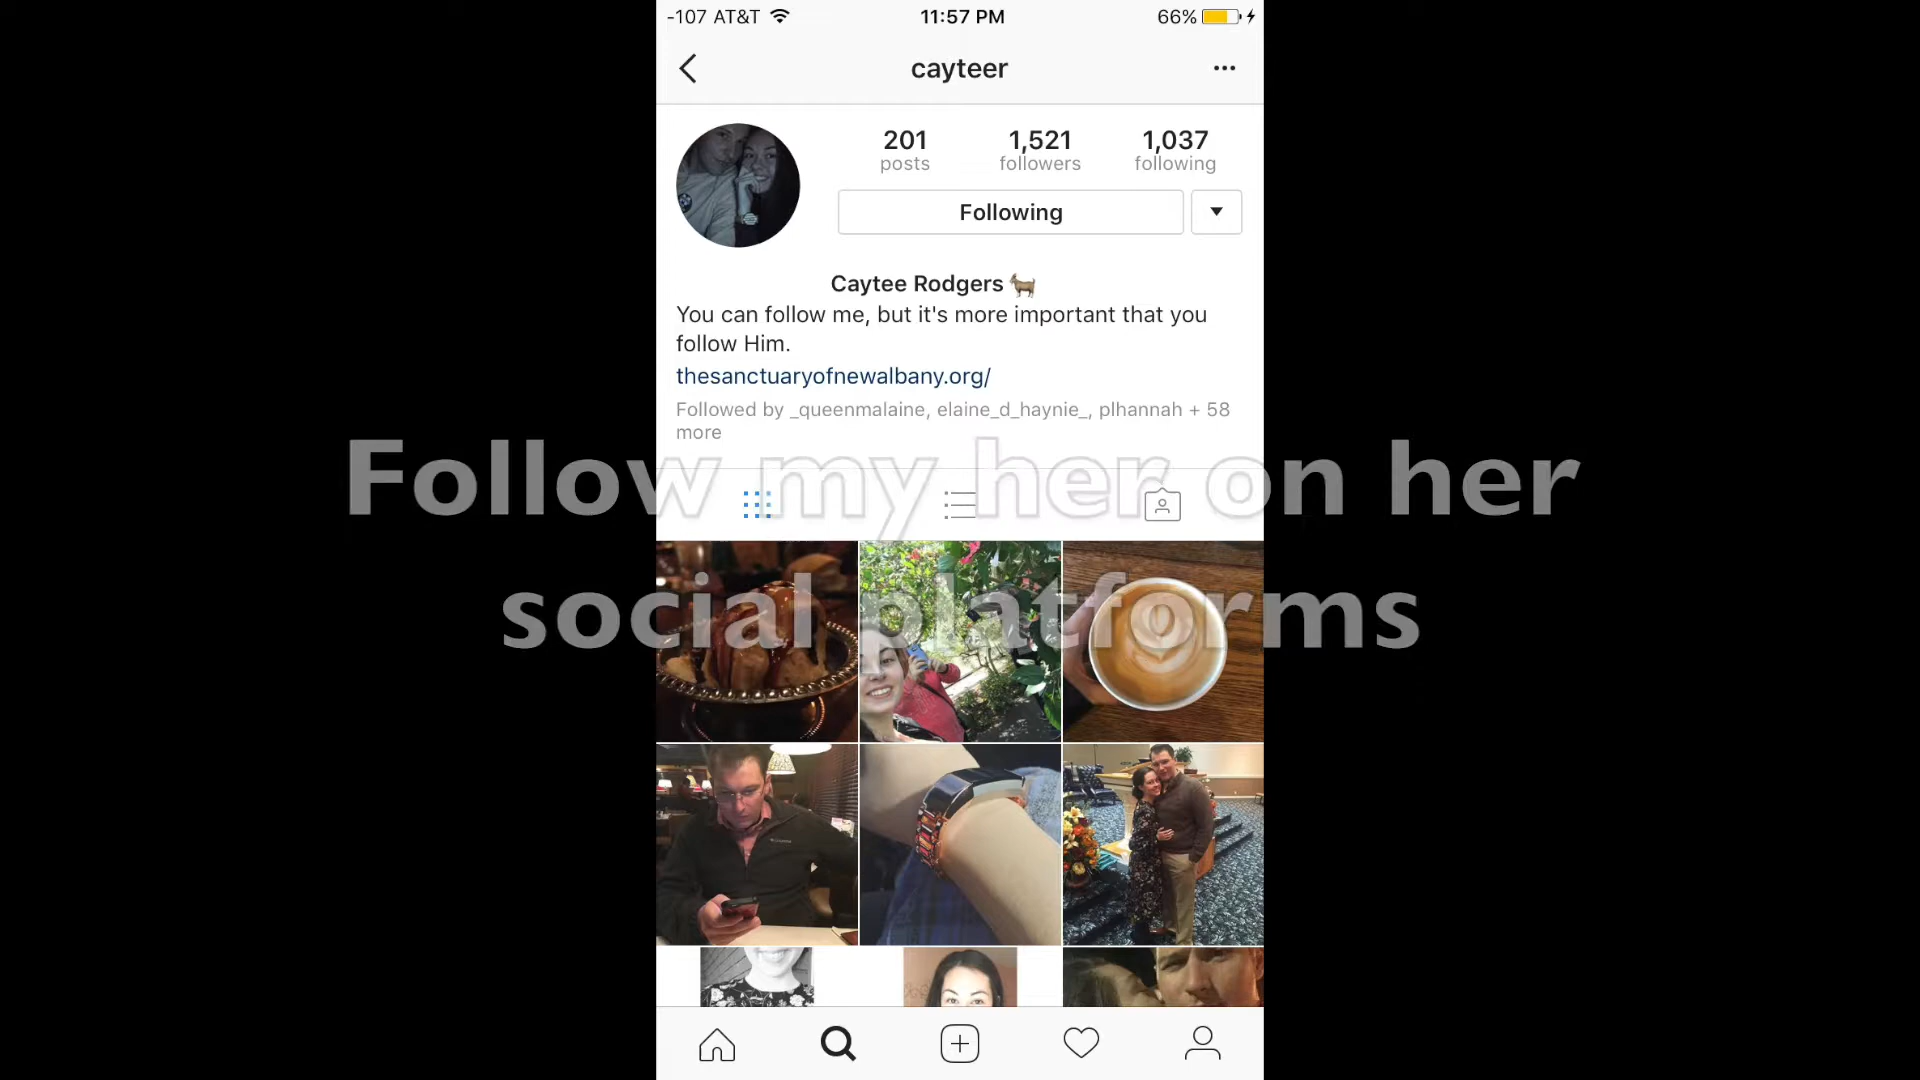 -107 AT&T 11:57 PM 66%
cayteer
201 1,521 1,037
posts followers following
Following
Caytee Rodgers
You can follow me, but it's more important that you
follow Him.
thesanctuaryofnewalbany.org/
Followed by _queenmalaine, elaine_d_haynie_, plhannah + 58
more
Follow my her on her
social platforms